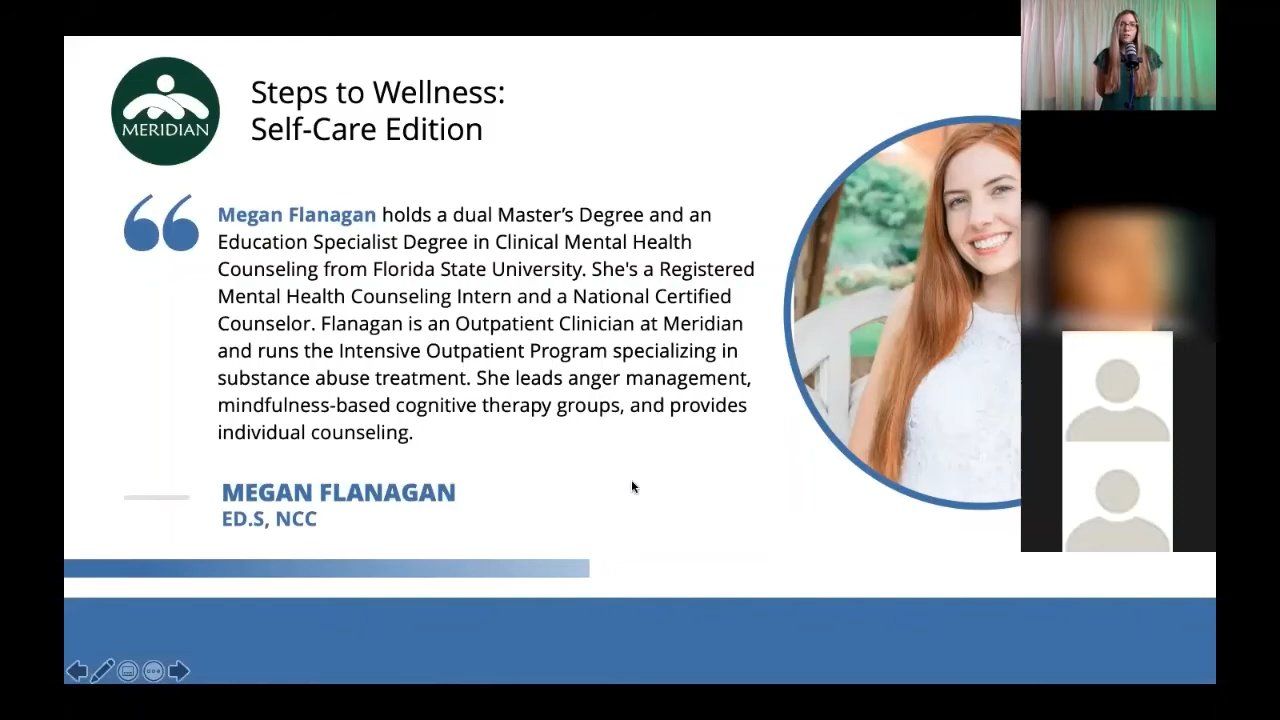 MERIDIAN
Steps to Wellness:
Self-Care Edition
Megan Flanagan holds a dual Master’s Degree and an
Education Specialist Degree in Clinical Mental Health
Counseling from Florida State University. She's a Registered
Mental Health Counseling Intern and a National Certified
Counselor. Flanagan is an Outpatient Clinician at Meridian
and runs the Intensive Outpatient Program specializing in
substance abuse treatment. She leads anger management,
mindfulness-based cognitive therapy groups, and provides
individual counseling.
MEGAN FLANAGAN
ED.S, NCC